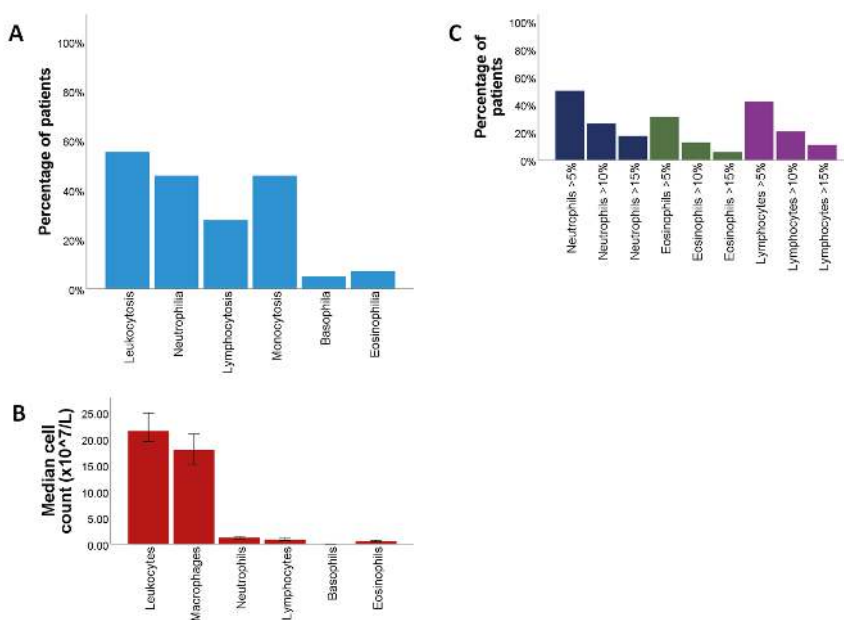 A
Percentage of patients
100%
80%
60%
40%
20%
0%
Leukocytosis
Neutrophilia
Lymphocytosis
Monocytosis
Basophila
Eosinophilia
B
Median cell
count (x10^7/L)
25.00
20.00
15.00
10.00
5.00
0.00
Leukocytes
Macrophages
Neutrophils
Lymphocytes
Basophils
Eosinophils
C
Percentage of
patients
100%
80%
60%
40%
20%
0%
Neutrophils >5%
Neutrophils >10%
Neutrophils >15%
Eosinophils >5%
Eosinophils >10%
Eosinophils >15%
Lymphocytes >5%
Lymphocytes >10%
Lymphocytes >15%